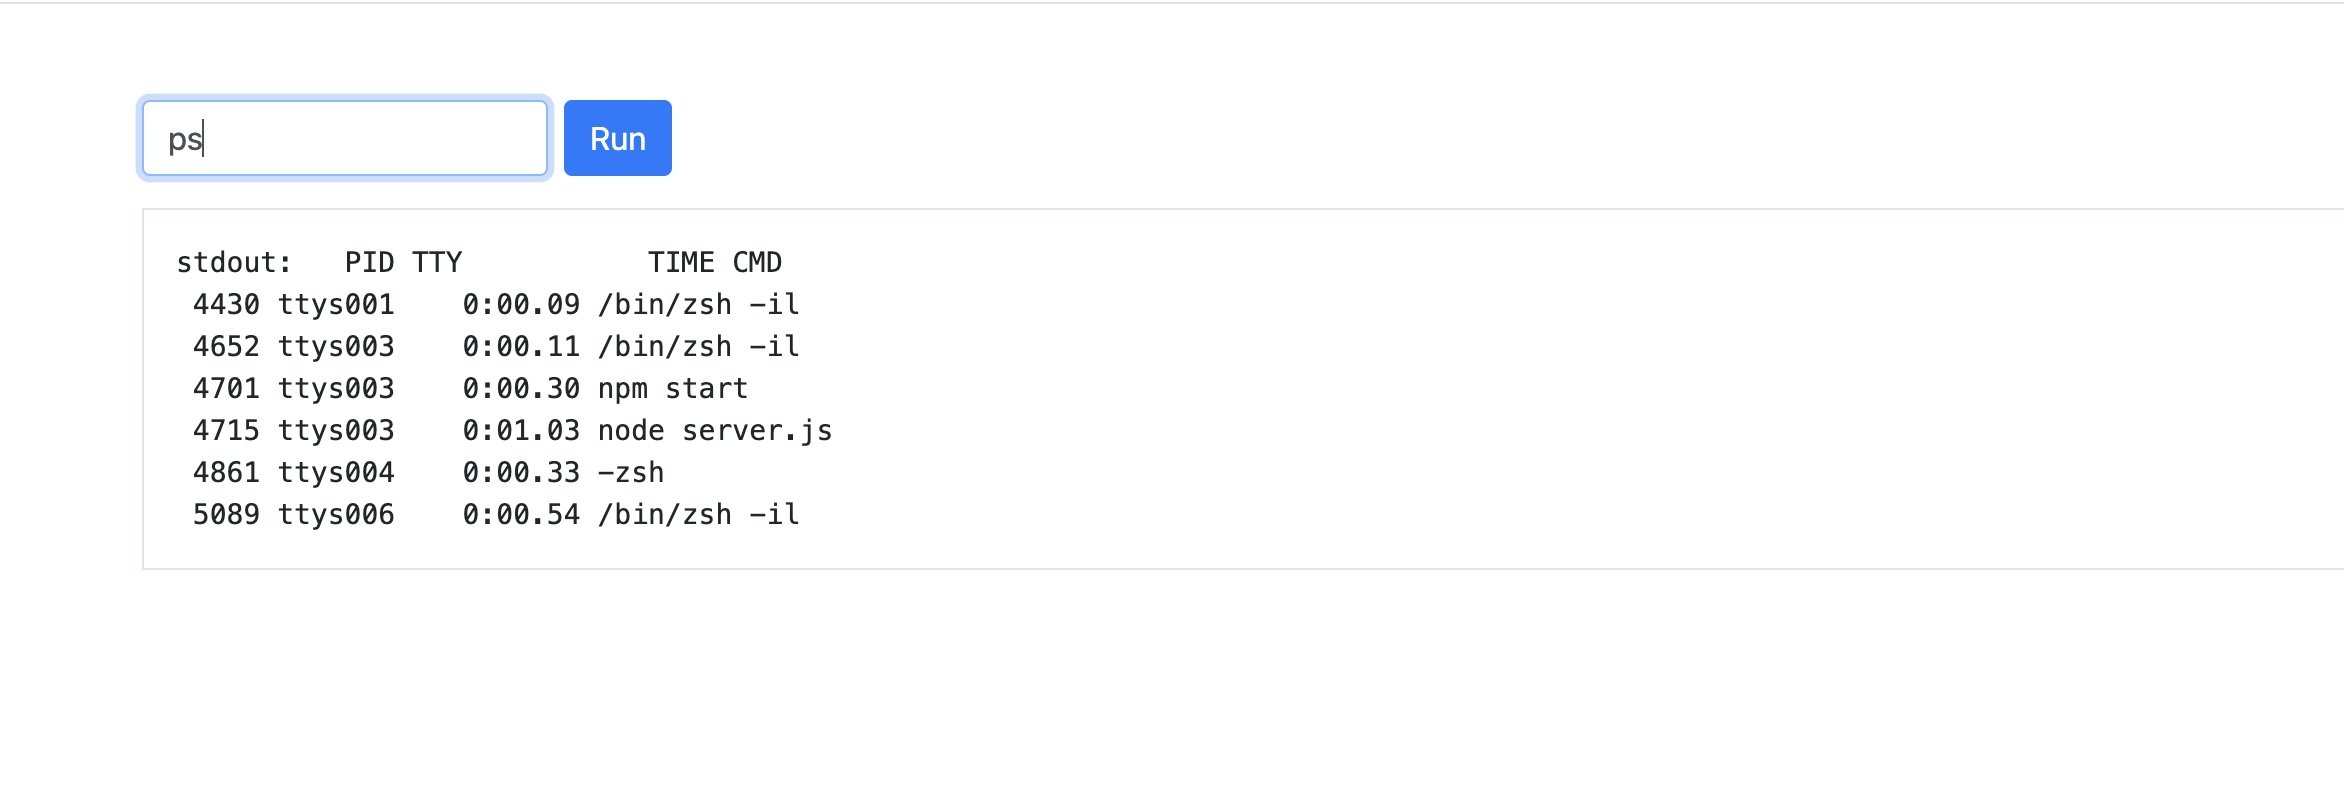 ps
Run
stdout:   PID TTY           TIME CMD
 4430 ttys001    0:00.09 /bin/zsh -il
 4652 ttys003    0:00.11 /bin/zsh -il
 4701 ttys003    0:00.30 npm start
 4715 ttys003    0:01.03 node server.js
 4861 ttys004    0:00.33 -zsh
 5089 ttys006    0:00.54 /bin/zsh -il